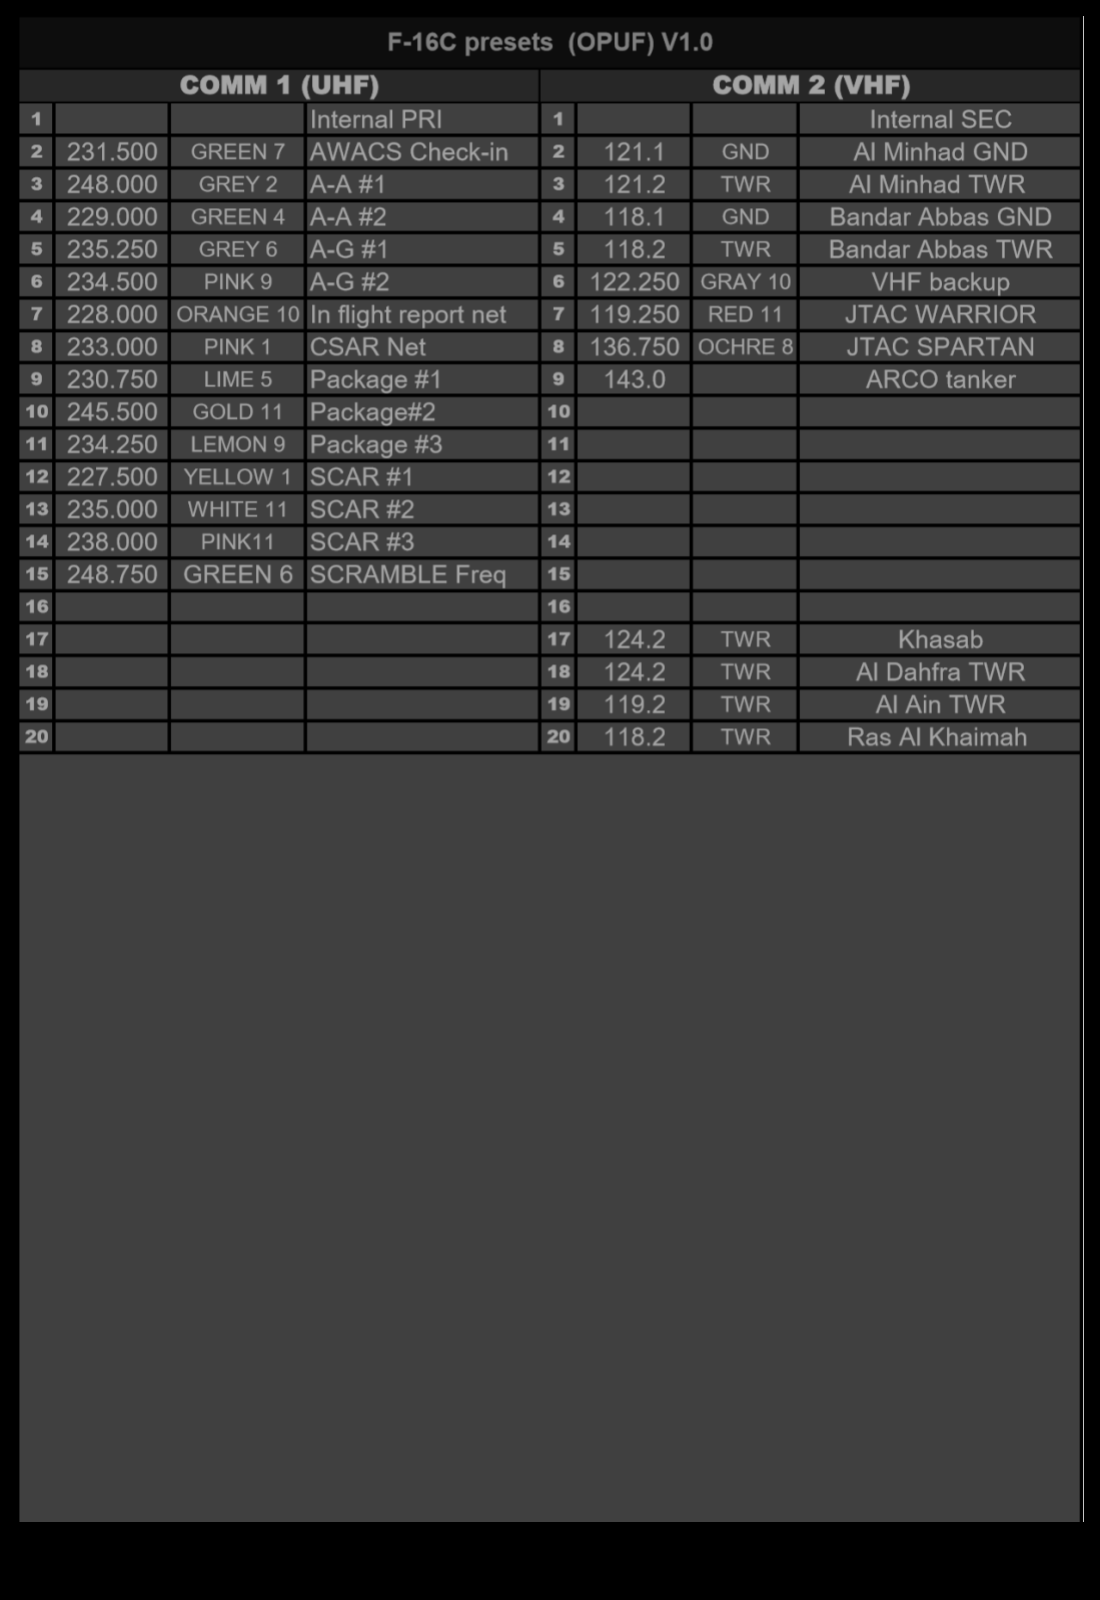 F-16C presets (OPUF) V1.0
COMM 1 (UHF) COMM 2 (VHF)
1 Internal PRI 1 Internal SEC
2 231.500 GREEN 7 AWACS Check-in 2 121.1 GND Al Minhad GND
3 248.000 GREY 2 A-A #1 3 121.2 TWR Al Minhad TWR
4 229.000 GREEN 4 A-A #2 4 118.1 GND Bandar Abbas GND
5 235.250 GREY 6 A-G #1 5 118.2 TWR Bandar Abbas TWR
6 234.500 PINK 9 A-G #2 6 122.250 GRAY 10 VHF backup
7 228.000 ORANGE 10 In flight report net 7 119.250 RED 11 JTAC WARRIOR
8 233.000 PINK 1 CSAR Net 8 136.750 OCHRE 8 JTAC SPARTAN
9 230.750 LIME 5 Package #1 9 143.0 ARCO tanker
10 245.500 GOLD 11 Package#2 10
11 234.250 LEMON 9 Package #3 11
12 227.500 YELLOW 1 SCAR #1 12
13 235.000 WHITE 11 SCAR #2 13
14 238.000 PINK11 SCAR #3 14
15 248.750 GREEN 6 SCRAMBLE Freq 15
16 16
17 17 124.2 TWR Khasab
18 18 124.2 TWR Al Dahfra TWR
19 19 119.2 TWR Al Ain TWR
20 20 118.2 TWR Ras Al Khaimah